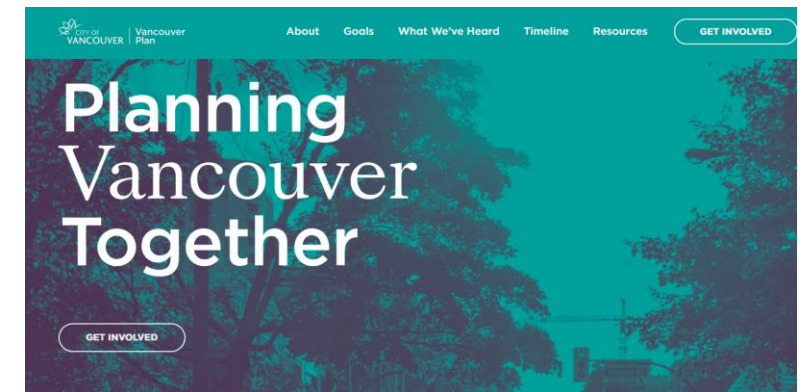 CITY OF
VANCOUVER
Vancouver
Plan
About Goals What We've Heard Timeline Resources GET INVOLVED
Planning
Vancouver
Together
GET INVOLVED